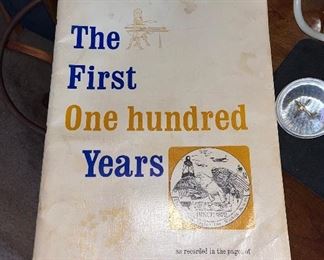 The
First
One hundred
Years
as recorded in the pages of